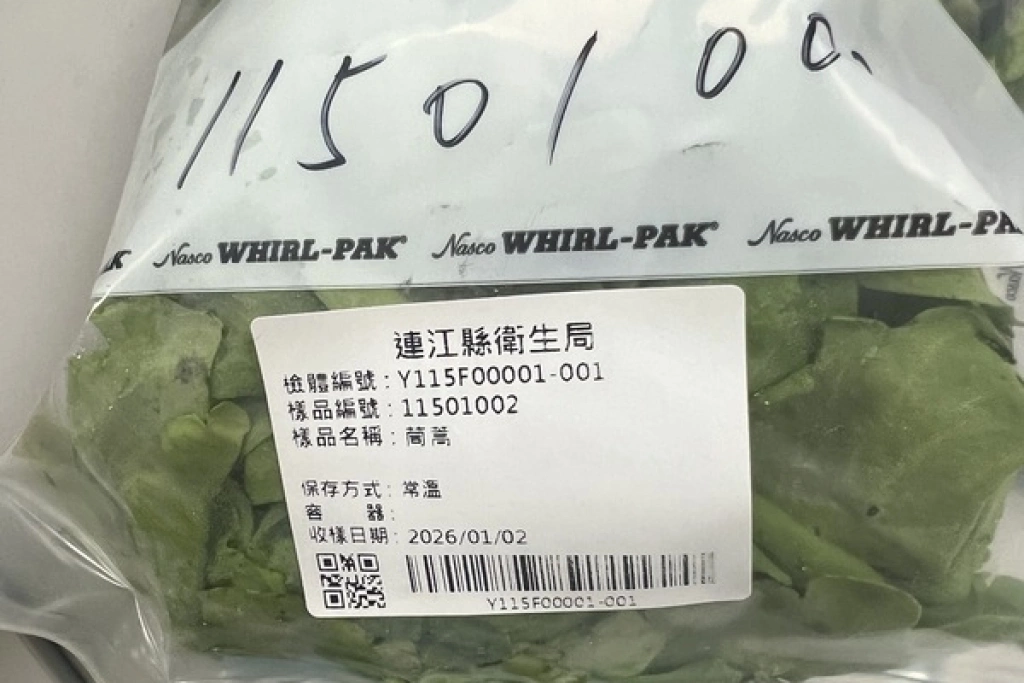 1150100
Nasco WHIRL-PAK® Nasco WHIRL-PAK® Nasco WHIRL-PA
連江縣衛生局
檢體編號：Y115F00001-001
樣品編號：11501002
樣品名稱：茼蒿
保存方式：常溫
容　器：
收樣日期：2026/01/02
Y115F00001-001